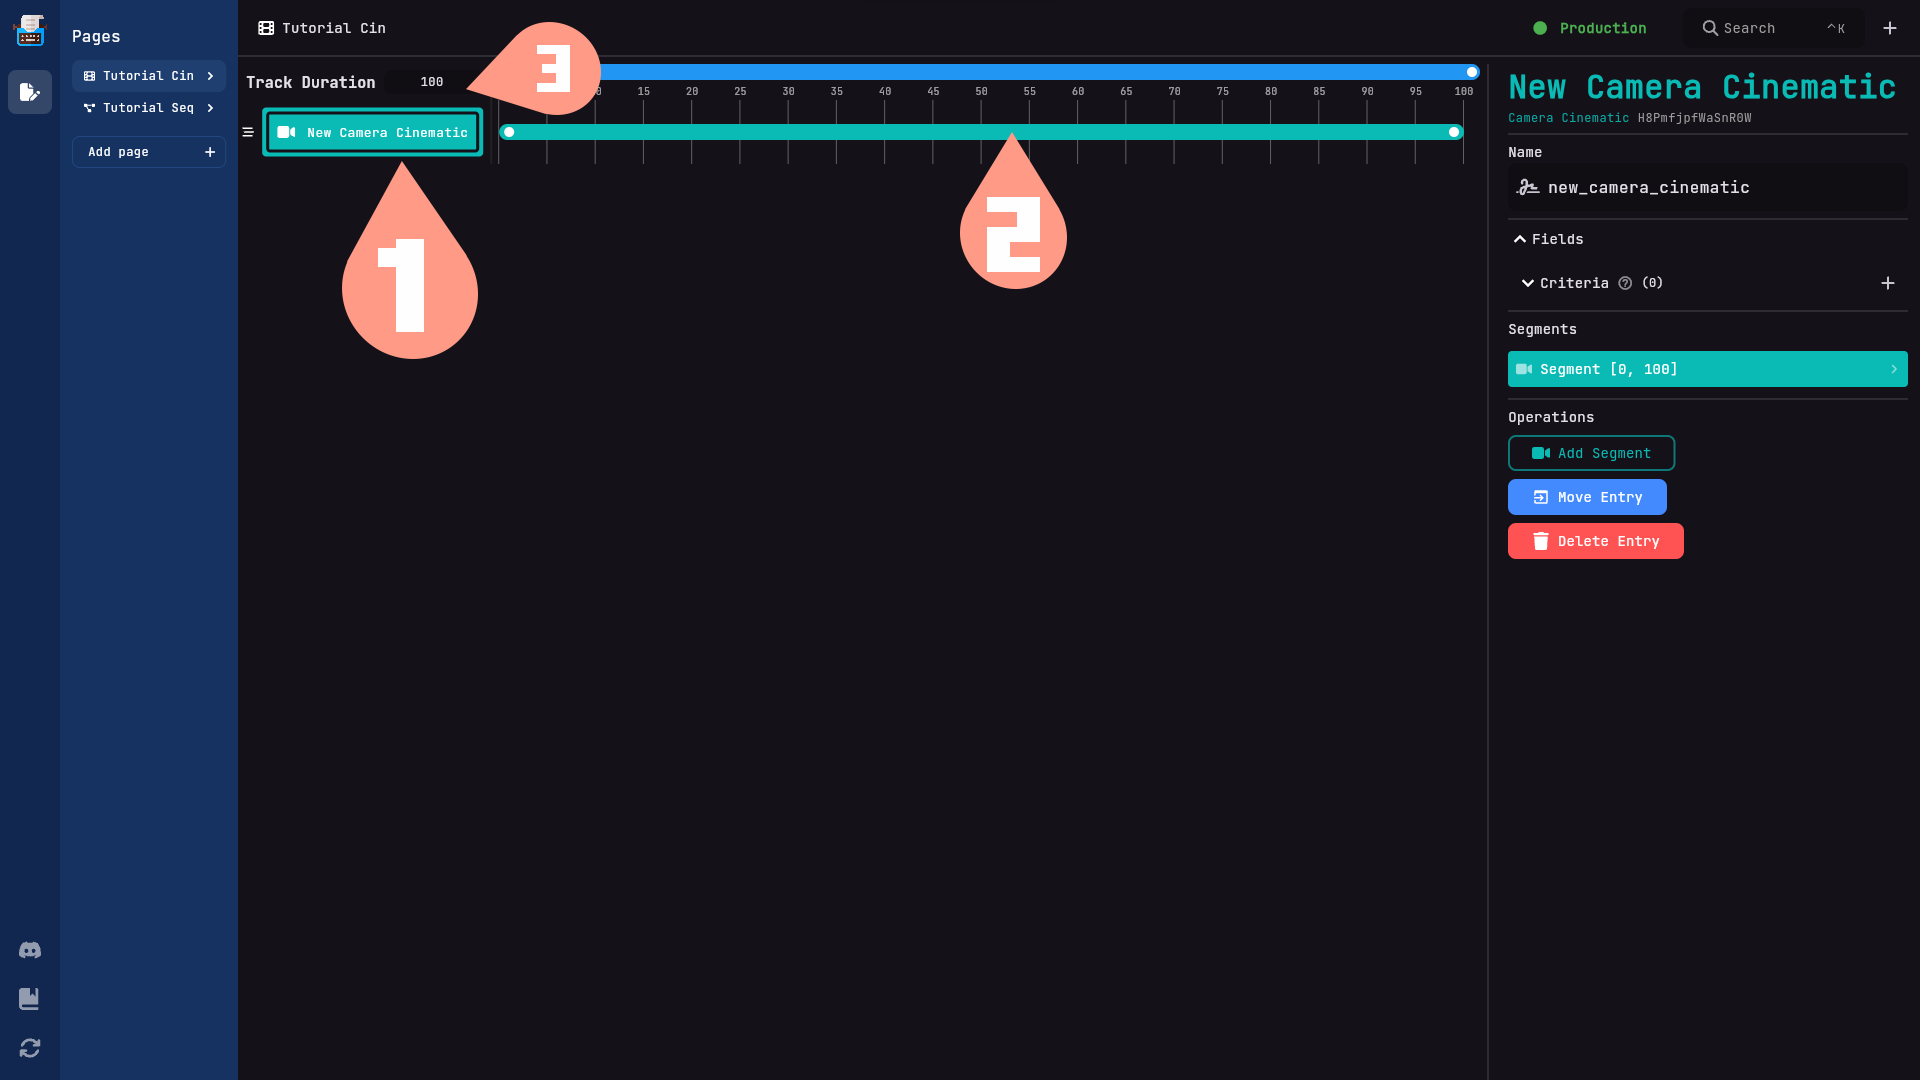 Pages
Tutorial Cin
Tutorial Seq
Add page
Tutorial Cin
Production
Search
^K
Track Duration 100
3
15 20 25 30 35 40 45 50 55 60 65 70 75 80 85 90 95 100
New Camera Cinematic
1
2
New Camera Cinematic
Camera Cinematic H8PmfjpfWaSnR0W
Name
new_camera_cinematic
Fields
Criteria (0)
Segments
Segment [0, 100]
Operations
Add Segment
Move Entry
Delete Entry